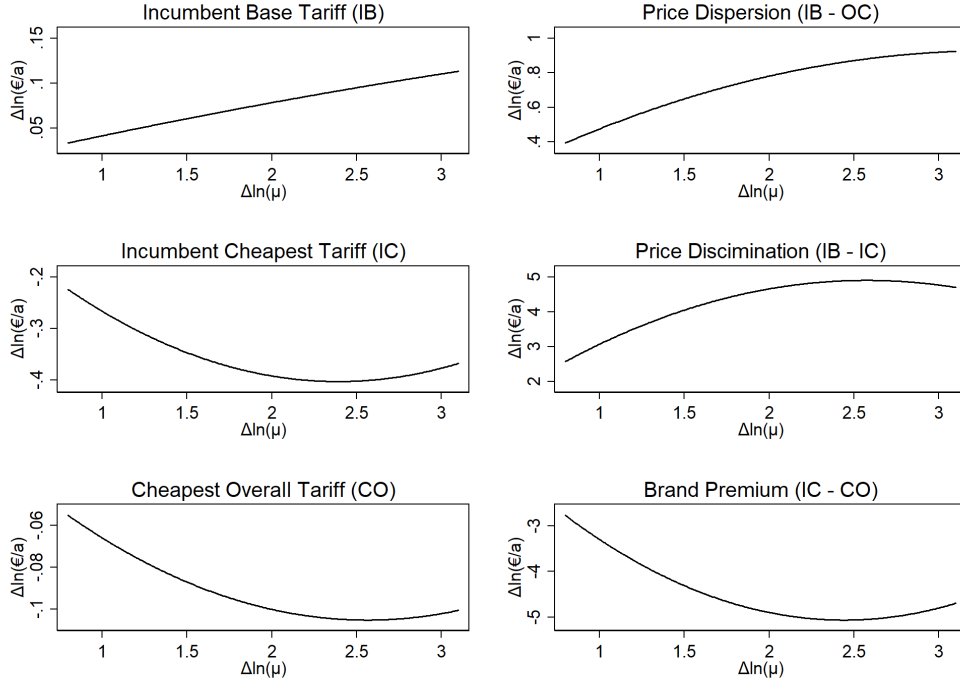 Incumbent Base Tariff (IB)
Δln(€/a)
.15
.1
.05
1 1.5 2 2.5 3
Δln(μ)
Price Dispersion (IB - OC)
Δln(€/a)
1
.8
.6
.4
1 1.5 2 2.5 3
Δln(μ)
Incumbent Cheapest Tariff (IC)
Δln(€/a)
-.2
-.3
-.4
1 1.5 2 2.5 3
Δln(μ)
Price Discimination (IB - IC)
Δln(€/a)
5
4
3
2
1 1.5 2 2.5 3
Δln(μ)
Cheapest Overall Tariff (CO)
Δln(€/a)
-.06
-.08
-.1
1 1.5 2 2.5 3
Δln(μ)
Brand Premium (IC - CO)
Δln(€/a)
-3
-4
-5
1 1.5 2 2.5 3
Δln(μ)